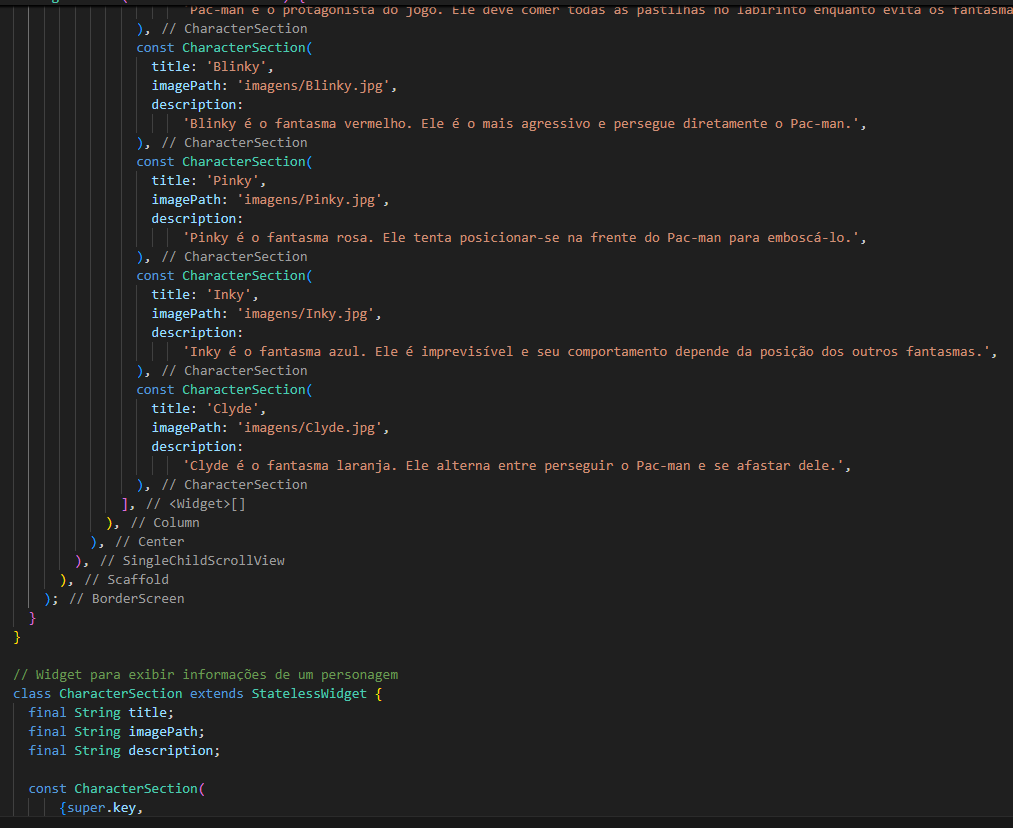 'Pac-man é o protagonista do jogo. Ele deve comer todas as pastilhas no labirinto enquanto evita os fantasma
), // CharacterSection
const CharacterSection(
title: 'Blinky',
imagePath: 'imagens/Blinky.jpg',
description:
'Blinky é o fantasma vermelho. Ele é o mais agressivo e persegue diretamente o Pac-man.',
), // CharacterSection
const CharacterSection(
title: 'Pinky',
imagePath: 'imagens/Pinky.jpg',
description:
'Pinky é o fantasma rosa. Ele tenta posicionar-se na frente do Pac-man para emboscá-lo.',
), // CharacterSection
const CharacterSection(
title: 'Inky',
imagePath: 'imagens/Inky.jpg',
description:
'Inky é o fantasma azul. Ele é imprevisível e seu comportamento depende da posição dos outros fantasmas.',
), // CharacterSection
const CharacterSection(
title: 'Clyde',
imagePath: 'imagens/Clyde.jpg',
description:
'Clyde é o fantasma laranja. Ele alterna entre perseguir o Pac-man e se afastar dele.',
), // CharacterSection
], // <Widget>[]
), // Column
), // Center
), // SingleChildScrollView
), // Scaffold
); // BorderScreen
}
}
// Widget para exibir informações de um personagem
class CharacterSection extends StatelessWidget {
final String title;
final String imagePath;
final String description;
const CharacterSection(
{super.key,